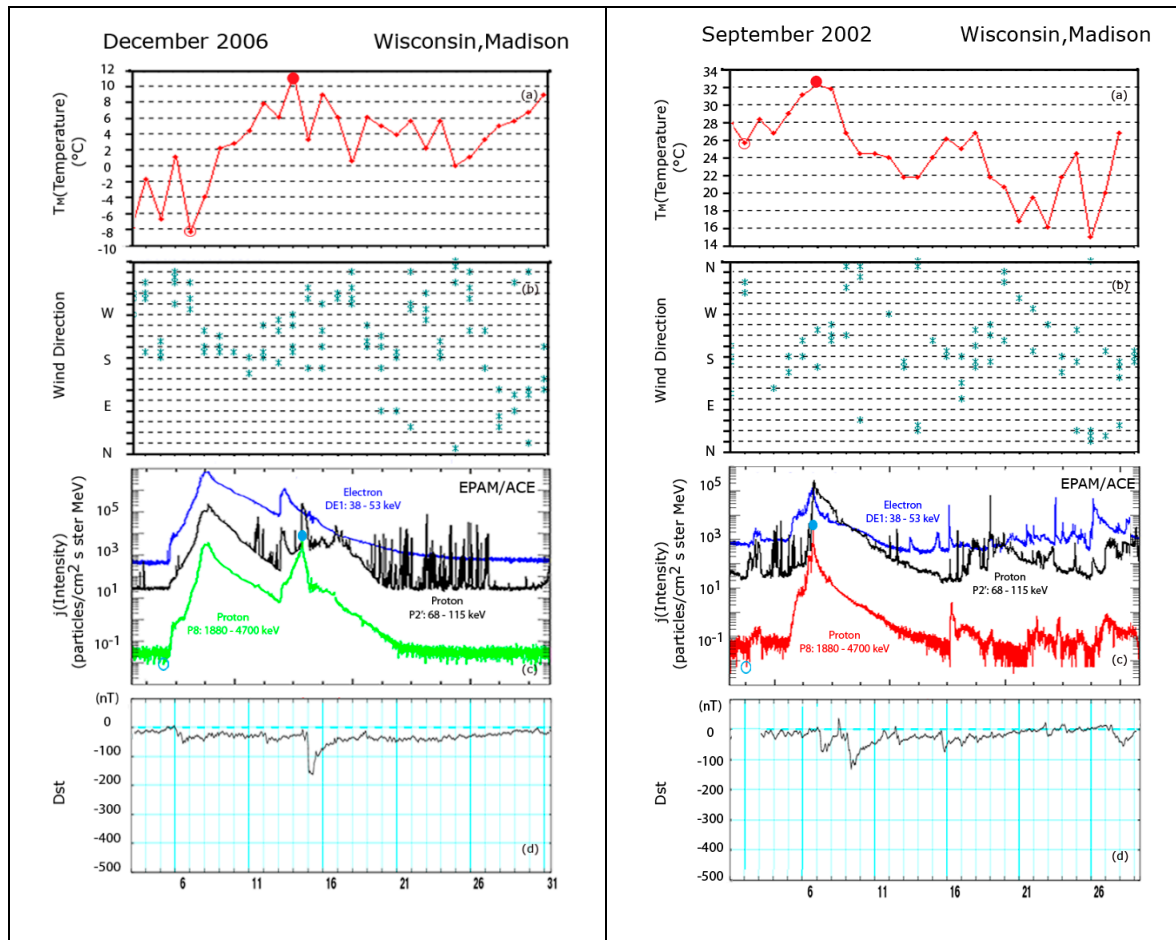 December 2006 Wisconsin,Madison
TM(Temperature)
(°C)
12
10
8
6
4
2
0
-2
-4
-6
-8
-10
(a)
Wind Direction
W
S
E
N
(b)
j(Intensity)
(particles/cm2 s ster MeV)
10^5
10^3
10^1
10^-1
EPAM/ACE
Electron
DE1: 38 - 53 keV
Proton
P2': 68 - 115 keV
Proton
P8: 1880 - 4700 keV
(c)
(nT)
Dst
0
-100
-200
-300
-400
-500
(d)
6 11 16 21 26 31
September 2002 Wisconsin,Madison
TM(Temperature)
(°C)
34
32
30
28
26
24
22
20
18
16
14
(a)
Wind Direction
N
W
S
E
N
(b)
j(Intensity)
(particles/cm2 s ster MeV)
10^5
10^3
10^1
10^-1
EPAM/ACE
Electron
DE1: 38 - 53 keV
Proton
P2': 68 - 115 keV
Proton
P8: 1880 - 4700 keV
(c)
(nT)
Dst
0
-100
-200
-300
-400
-500
(d)
6 11 16 21 26